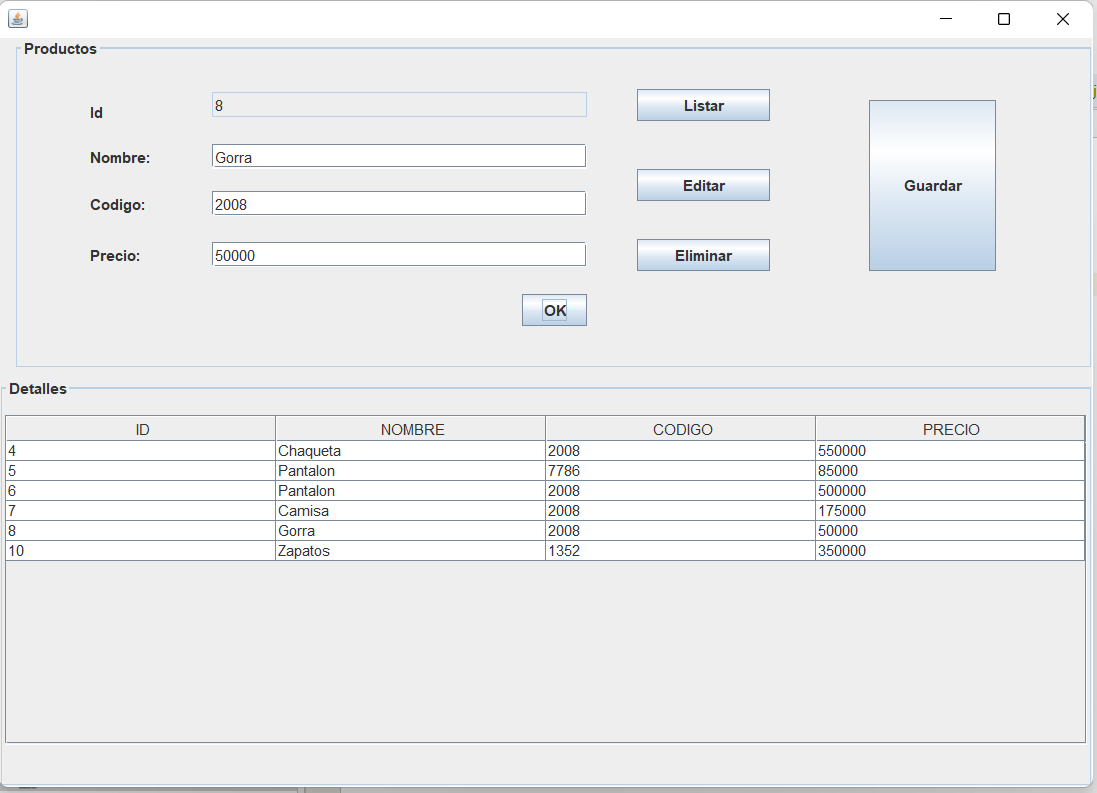 Productos
Id 8 Listar
Nombre: Gorra
Editar Guardar
Codigo: 2008
Precio: 50000 Eliminar
OK
Detalles
ID NOMBRE CODIGO PRECIO
4 Chaqueta 2008 550000
5 Pantalon 7786 85000
6 Pantalon 2008 500000
7 Camisa 2008 175000
8 Gorra 2008 50000
10 Zapatos 1352 350000